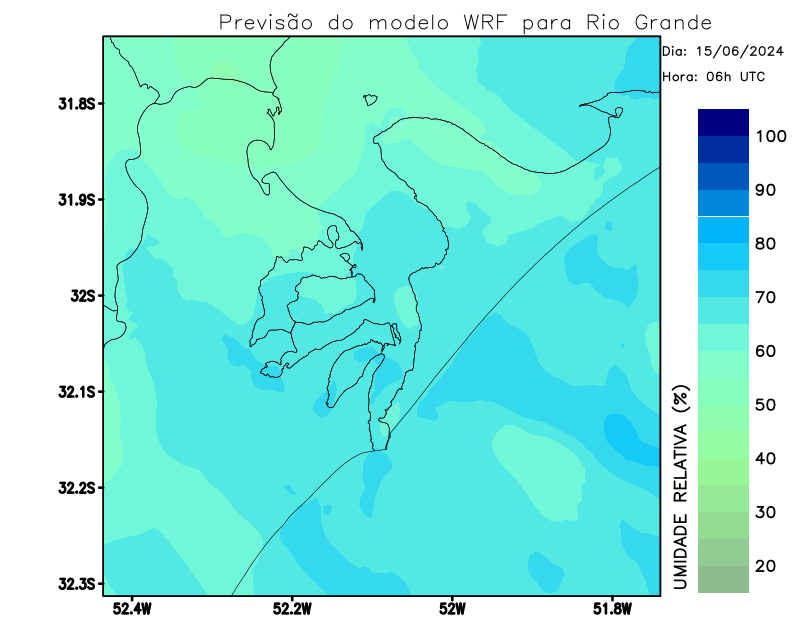 Previsão do modelo WRF para Rio Grande
Dia: 15/06/2024
Hora: 06h UTC
31.8S
31.9S
32S
32.1S
32.2S
32.3S
52.4W
52.2W
52W
51.8W
100
90
80
70
60
50
40
30
20
UMIDADE RELATIVA (%)